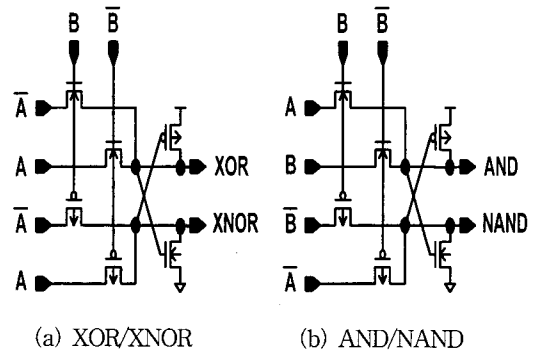 B B̅ B B̅
A̅ A
A XOR B AND
A̅ XNOR B̅ NAND
A A̅
(a) XOR/XNOR (b) AND/NAND